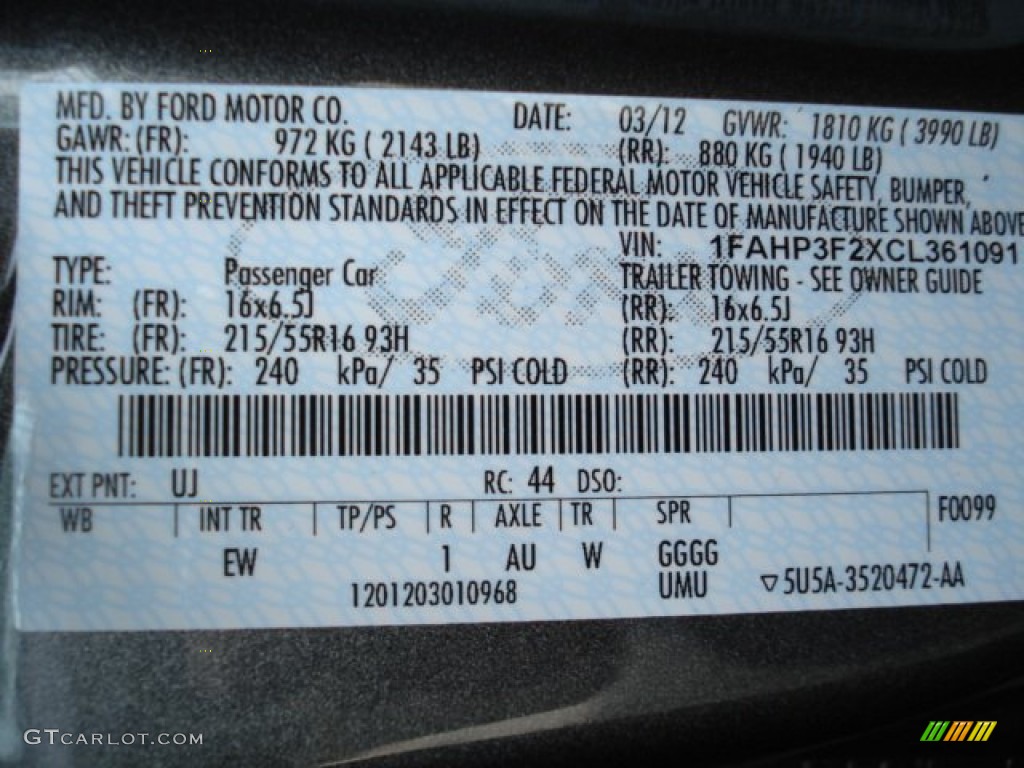 MFD. BY FORD MOTOR CO. DATE: 03/12 GVWR: 1810 KG ( 3990 LB)
GAWR: (FR): 972 KG ( 2143 LB) (RR): 880 KG ( 1940 LB)
THIS VEHICLE CONFORMS TO ALL APPLICABLE FEDERAL MOTOR VEHICLE SAFETY, BUMPER,
AND THEFT PREVENTION STANDARDS IN EFFECT ON THE DATE OF MANUFACTURE SHOWN ABOVE
VIN: 1FAHP3F2XCL361091
TYPE: Passenger Car TRAILER TOWING - SEE OWNER GUIDE
RIM: (FR): 16x6.5J (RR): 16x6.5J
TIRE: (FR): 215/55R16 93H (RR): 215/55R16 93H
PRESSURE: (FR): 240 kPa/ 35 PSI COLD (RR): 240 kPa/ 35 PSI COLD
EXT PNT: UJ RC: 44 DSO:
WB INT TR TP/PS R AXLE TR SPR F0099
EW 1 AU W GGGG
1201203010968 UMU ▽5U5A-3520472-AA
GTCARLOT.COM